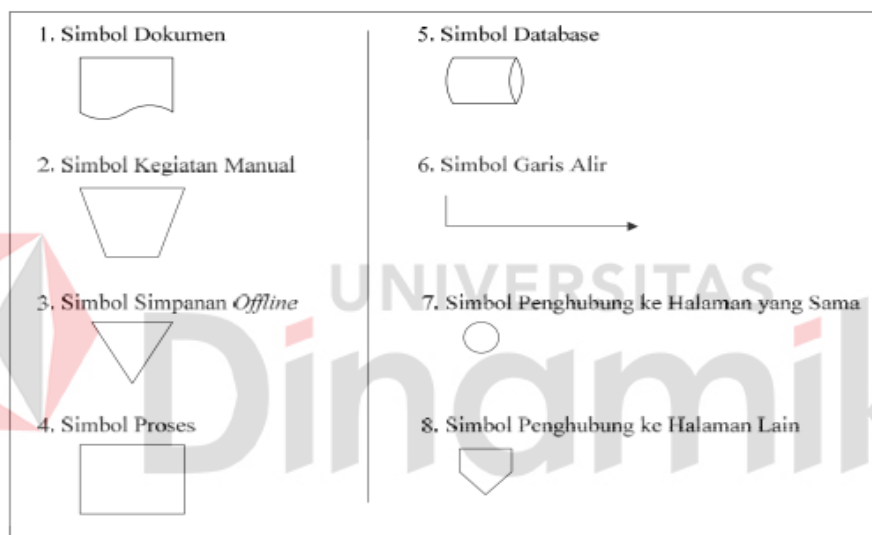 1. Simbol Dokumen
2. Simbol Kegiatan Manual
3. Simbol Simpanan Offline
4. Simbol Proses
5. Simbol Database
6. Simbol Garis Alir
7. Simbol Penghubung ke Halaman yang Sama
8. Simbol Penghubung ke Halaman Lain
UNIVERSITAS
Dinamik